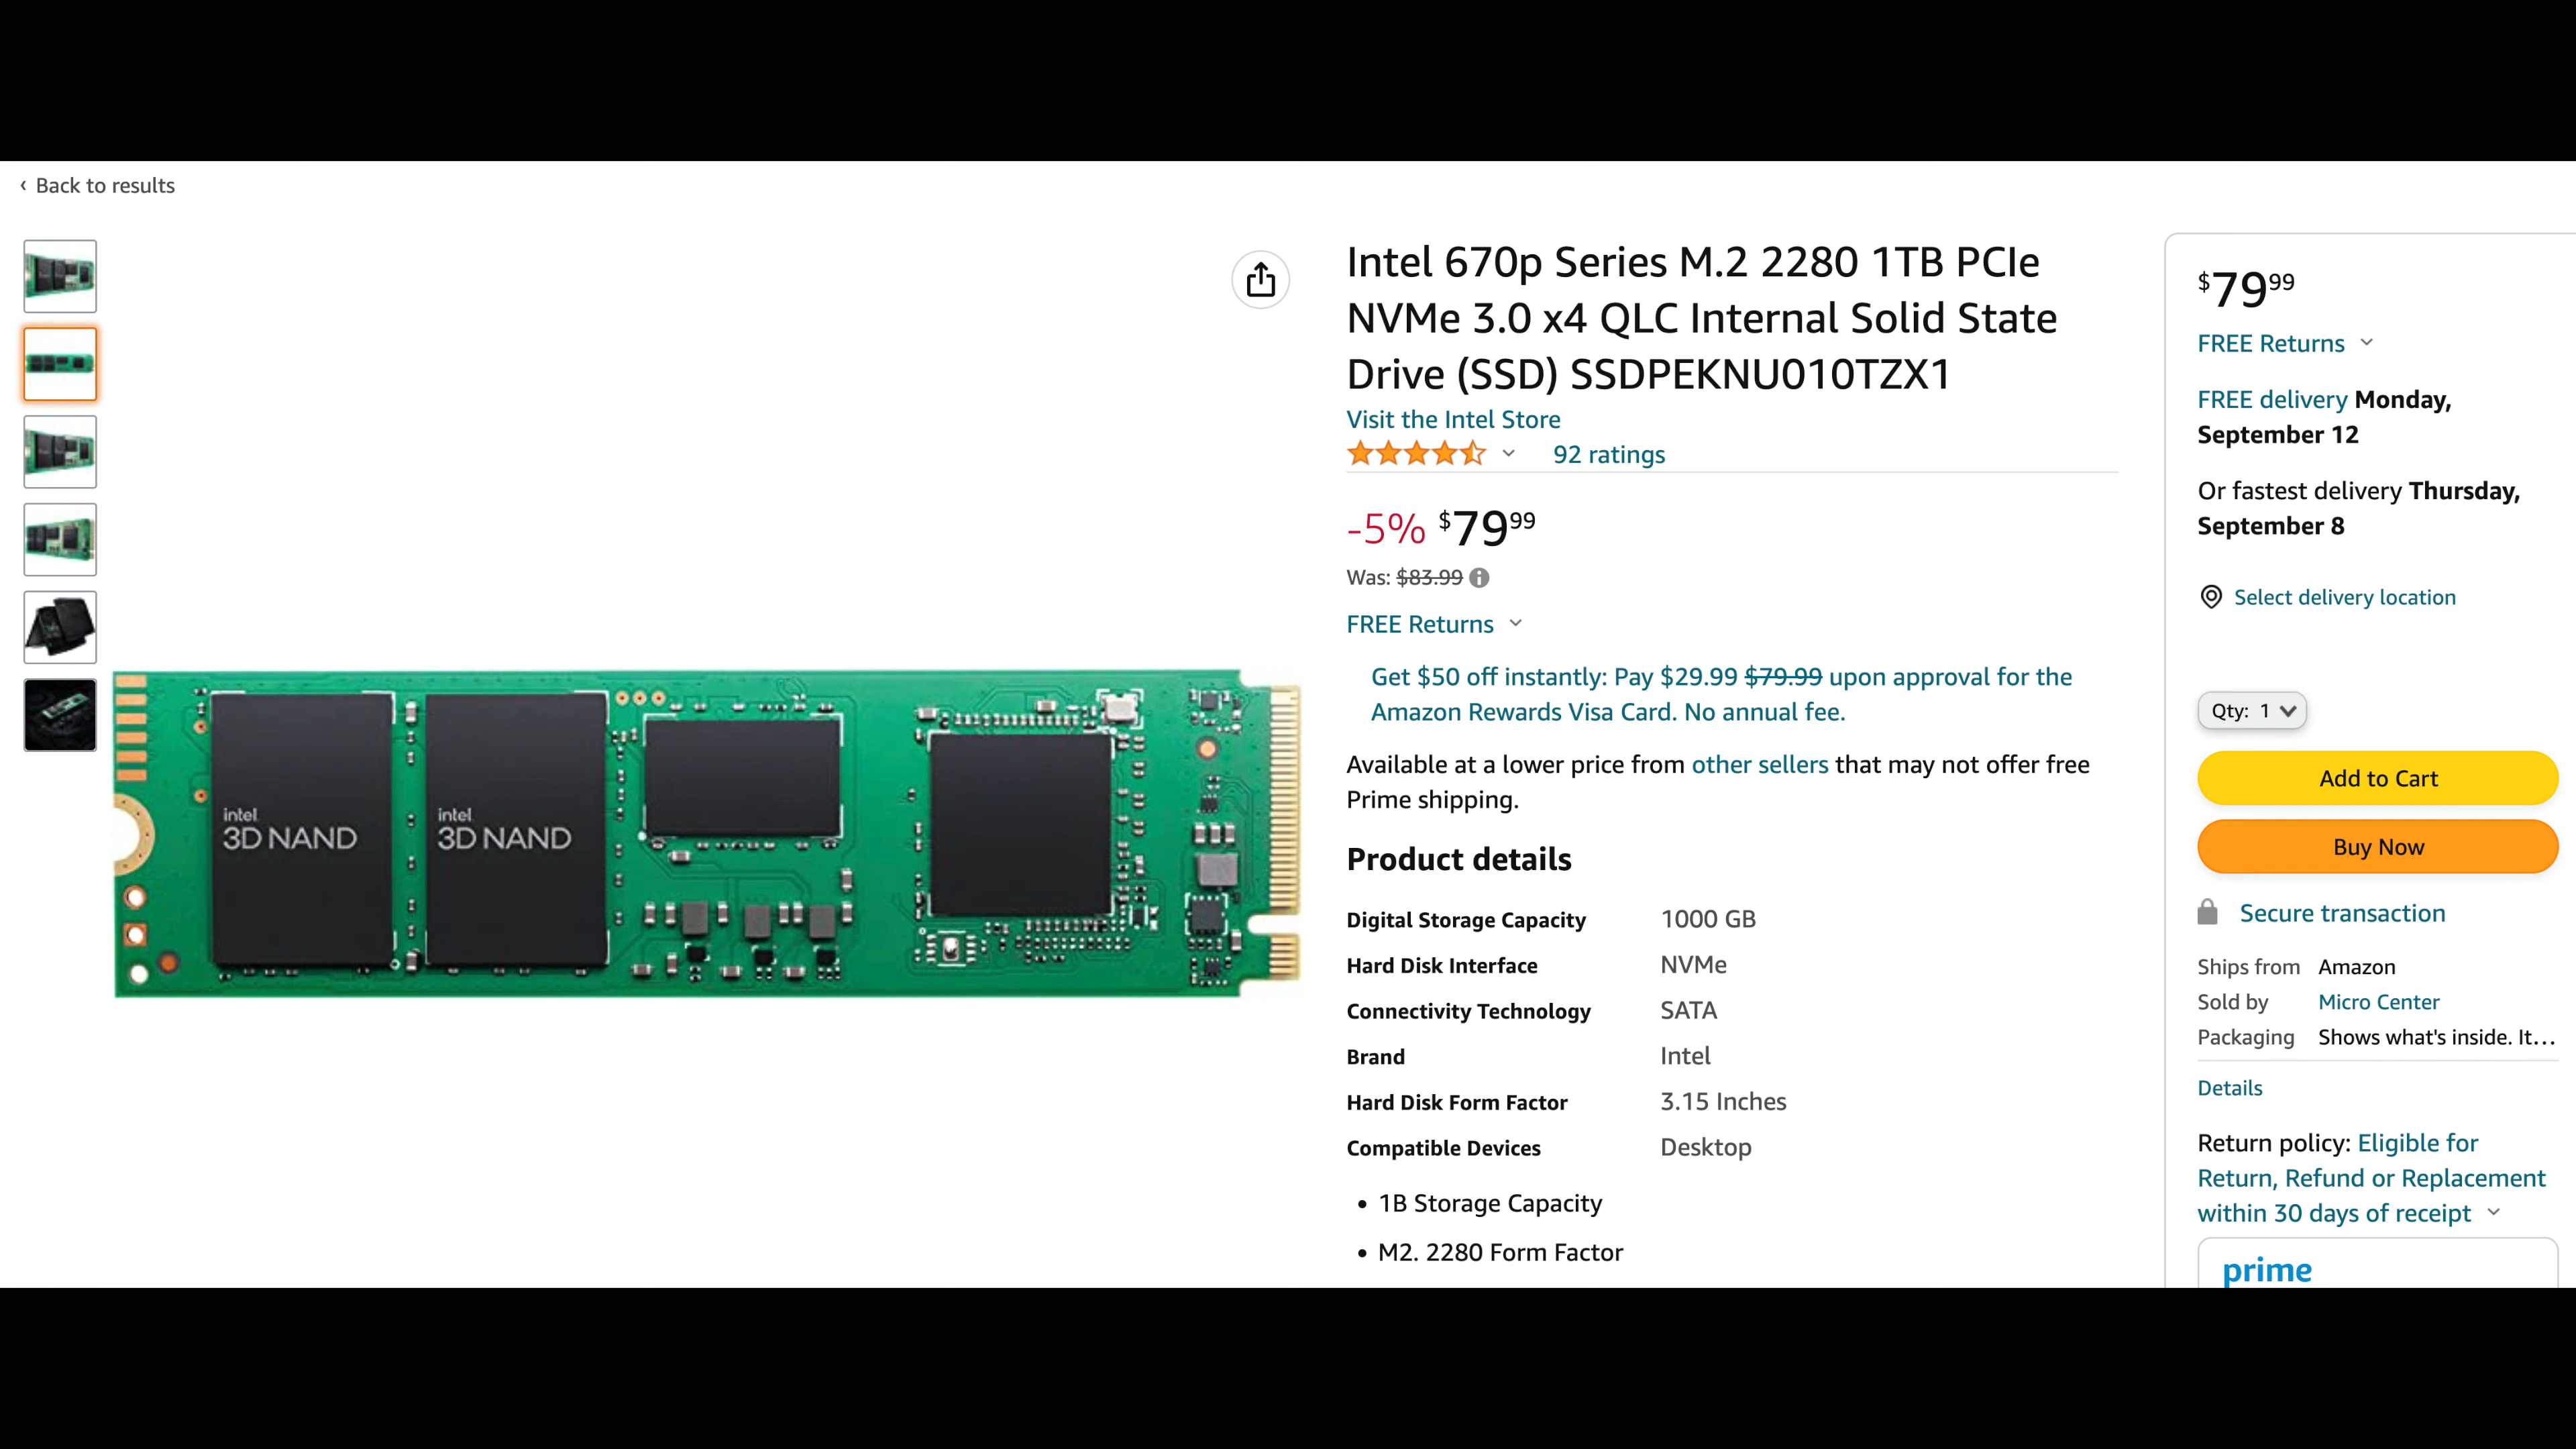 ‹ Back to results
intel
3D NAND
intel
3D NAND
Intel 670p Series M.2 2280 1TB PCIe
NVMe 3.0 x4 QLC Internal Solid State
Drive (SSD) SSDPEKNU010TZX1
Visit the Intel Store
92 ratings
-5% $79.99
Was: $83.99
FREE Returns
Get $50 off instantly: Pay $29.99 $79.99 upon approval for the
Amazon Rewards Visa Card. No annual fee.
Available at a lower price from other sellers that may not offer free
Prime shipping.
Product details
Digital Storage Capacity 1000 GB
Hard Disk Interface NVMe
Connectivity Technology SATA
Brand Intel
Hard Disk Form Factor 3.15 Inches
Compatible Devices Desktop
• 1B Storage Capacity
• M2. 2280 Form Factor
$79.99
FREE Returns
FREE delivery Monday,
September 12
Or fastest delivery Thursday,
September 8
Select delivery location
Qty: 1
Add to Cart
Buy Now
Secure transaction
Ships from Amazon
Sold by Micro Center
Packaging Shows what's inside. It...
Details
Return policy: Eligible for
Return, Refund or Replacement
within 30 days of receipt
prime